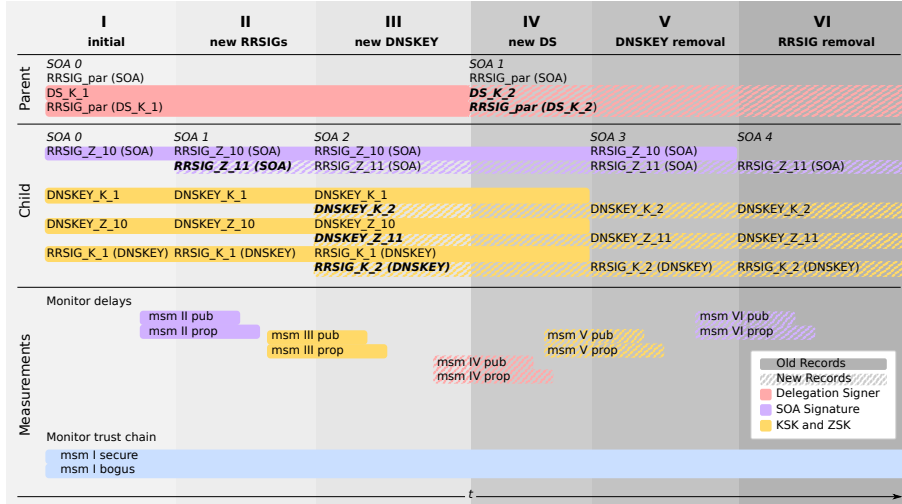 I II III IV V VI
initial new RRSIGs new DNSKEY new DS DNSKEY removal RRSIG removal
Parent
SOA 0 SOA 1
RRSIG_par (SOA) RRSIG_par (SOA)
DS_K_1 DS_K_2
RRSIG_par (DS_K_1) RRSIG_par (DS_K_2)
Child
SOA 0 SOA 1 SOA 2 SOA 3 SOA 4
RRSIG_Z_10 (SOA) RRSIG_Z_10 (SOA) RRSIG_Z_10 (SOA) RRSIG_Z_10 (SOA)
RRSIG_Z_11 (SOA) RRSIG_Z_11 (SOA) RRSIG_Z_11 (SOA) RRSIG_Z_11 (SOA)
DNSKEY_K_1 DNSKEY_K_1 DNSKEY_K_1
DNSKEY_K_2 DNSKEY_K_2 DNSKEY_K_2
DNSKEY_Z_10 DNSKEY_Z_10 DNSKEY_Z_10
DNSKEY_Z_11 DNSKEY_Z_11 DNSKEY_Z_11
RRSIG_K_1 (DNSKEY) RRSIG_K_1 (DNSKEY) RRSIG_K_1 (DNSKEY)
RRSIG_K_2 (DNSKEY) RRSIG_K_2 (DNSKEY) RRSIG_K_2 (DNSKEY)
Measurements
Monitor delays
msm II pub msm VI pub
msm II prop msm VI prop
msm III pub msm V pub
msm III prop msm V prop
msm IV pub
msm IV prop
Old Records
New Records
Delegation Signer
SOA Signature
KSK and ZSK
Monitor trust chain
msm I secure
msm I bogus
t